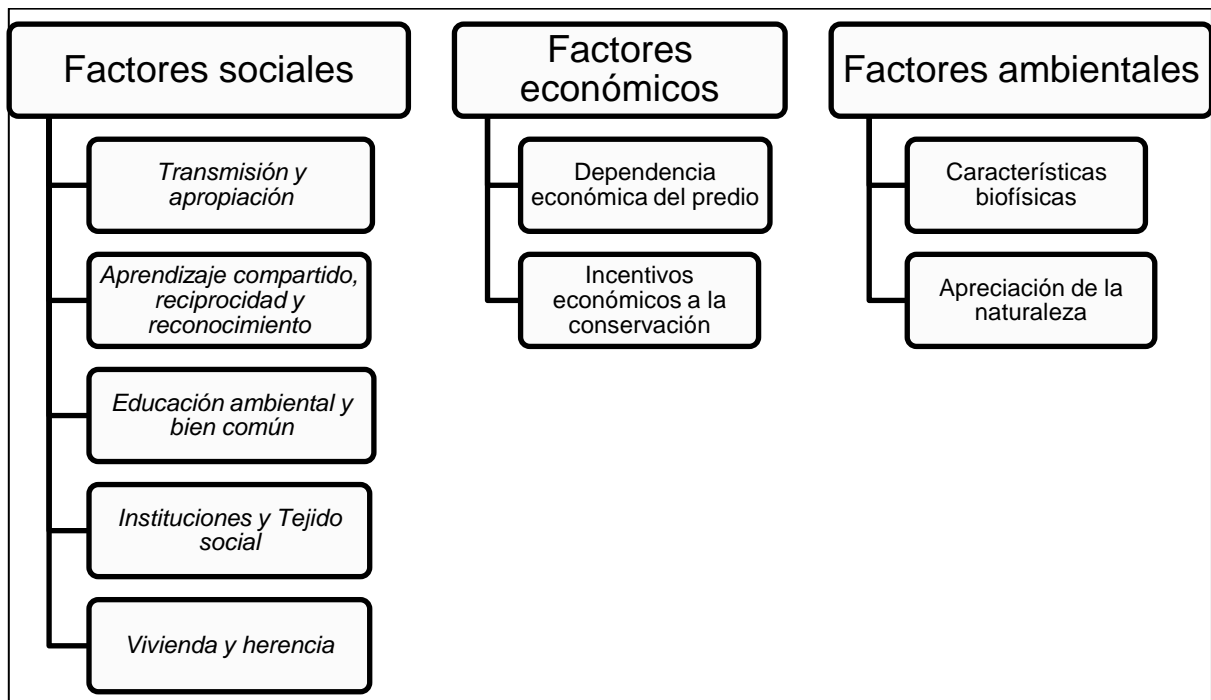 Factores sociales
Transmisión y
apropiación
Aprendizaje compartido,
reciprocidad y
reconocimiento
Educación ambiental y
bien común
Instituciones y Tejido
social
Vivienda y herencia
Factores
económicos
Dependencia
económica del predio
Incentivos
económicos a la
conservación
Factores ambientales
Características
biofísicas
Apreciación de la
naturaleza